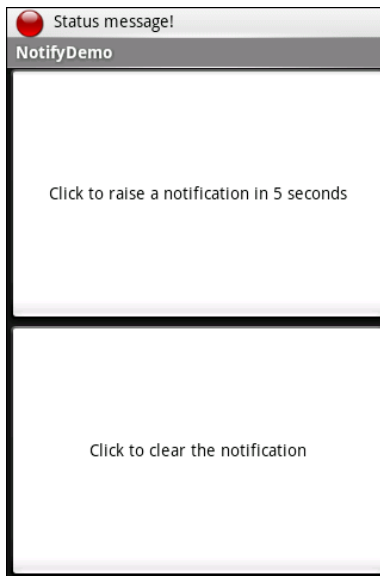 Status message!
NotifyDemo
Click to raise a notification in 5 seconds
Click to clear the notification